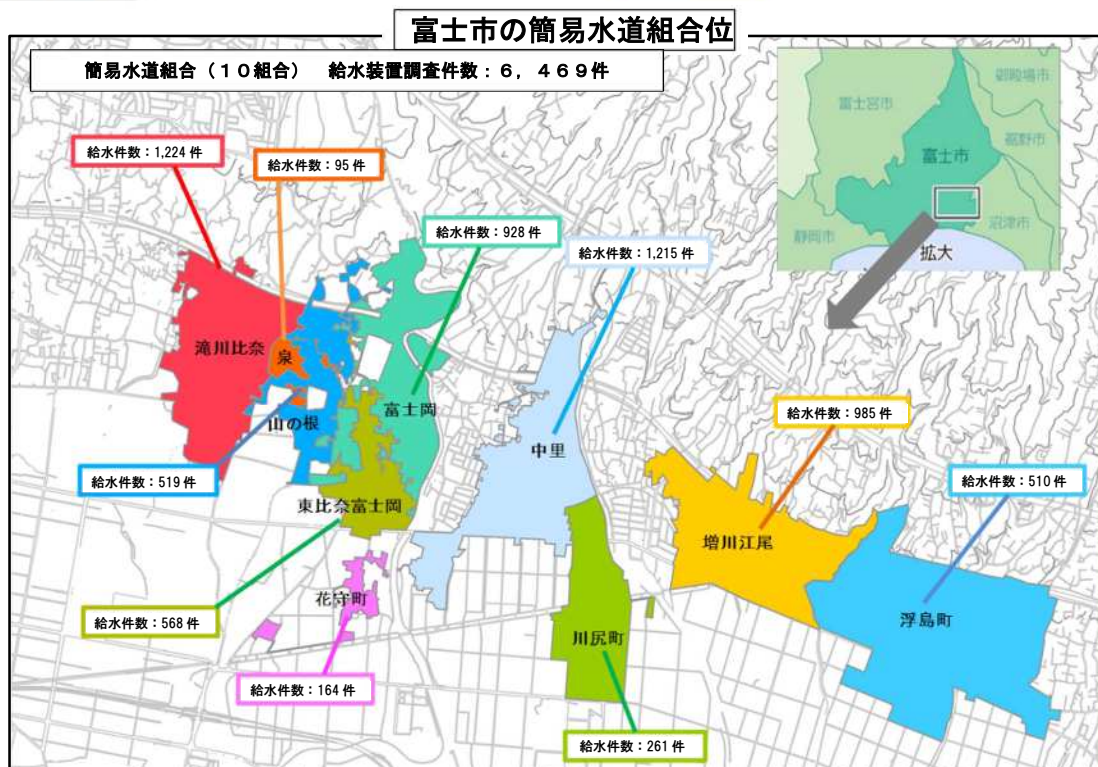 富士市の簡易水道組合位
簡易水道組合（１０組合）　給水装置調査件数：６，４６９件
御殿場市
富士宮市
裾野市
富士市
沼津市
静岡市
拡大
給水件数：1,224 件
給水件数：95 件
給水件数：928 件
給水件数：1,215 件
滝川比奈
泉
富士岡
山の根
中里
給水件数：985 件
給水件数：519 件
給水件数：510 件
東比奈富士岡
増川江尾
花守町
浮島町
給水件数：568 件
川尻町
給水件数：164 件
給水件数：261 件